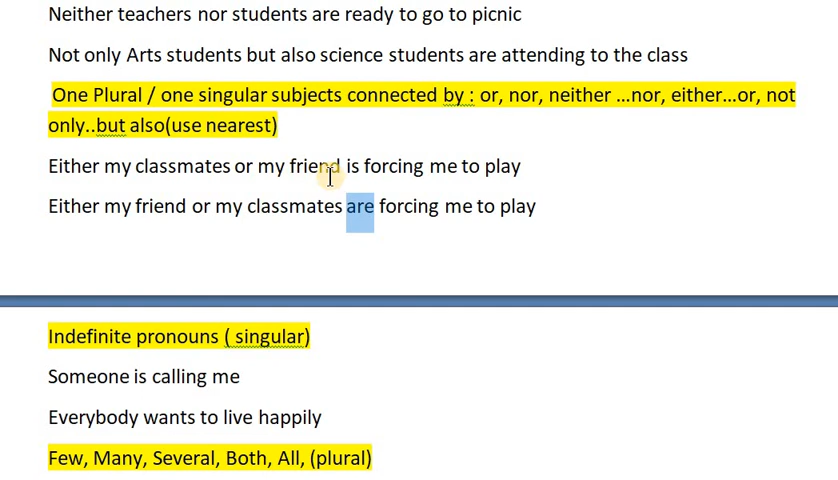 Neither teachers nor students are ready to go to picnic
Not only Arts students but also science students are attending to the class
One Plural / one singular subjects connected by : or, nor, neither ...nor, either...or, not
only..but also(use nearest)
Either my classmates or my friend is forcing me to play
Either my friend or my classmates are forcing me to play
Indefinite pronouns ( singular)
Someone is calling me
Everybody wants to live happily
Few, Many, Several, Both, All, (plural)